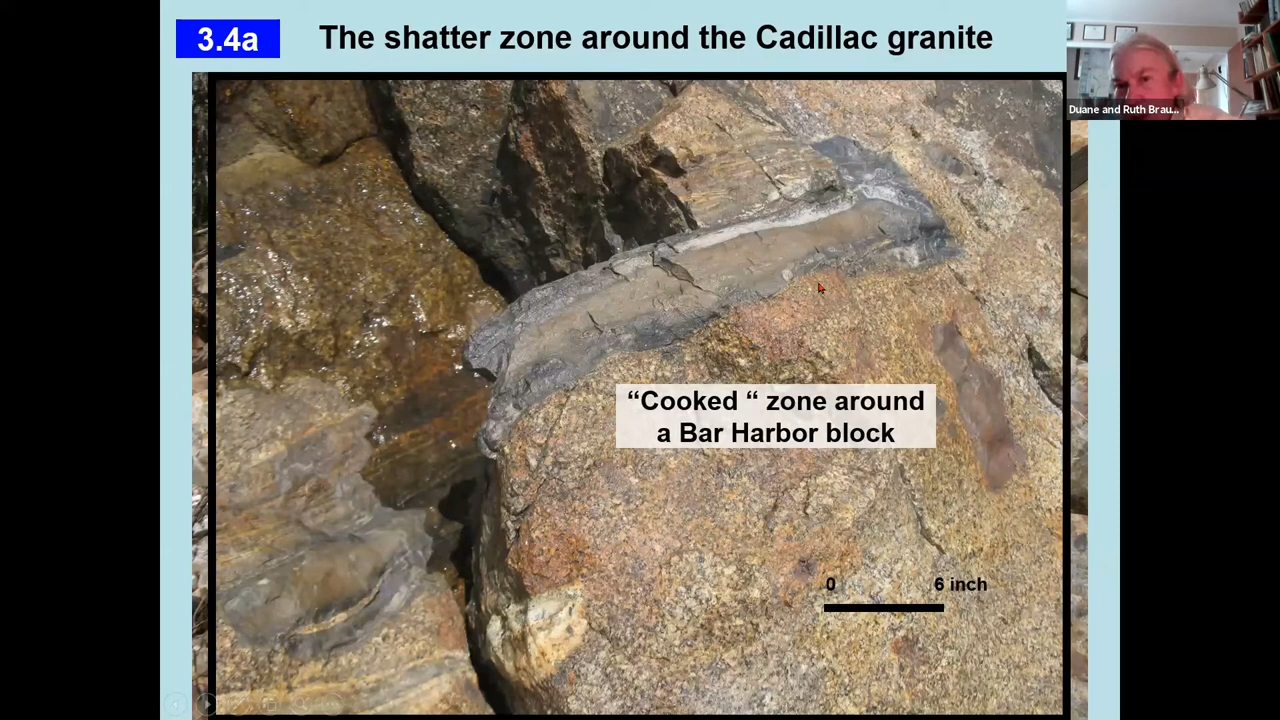 3.4a
The shatter zone around the Cadillac granite
Duane and Ruth Brau...
“Cooked “ zone around
a Bar Harbor block
0 6 inch